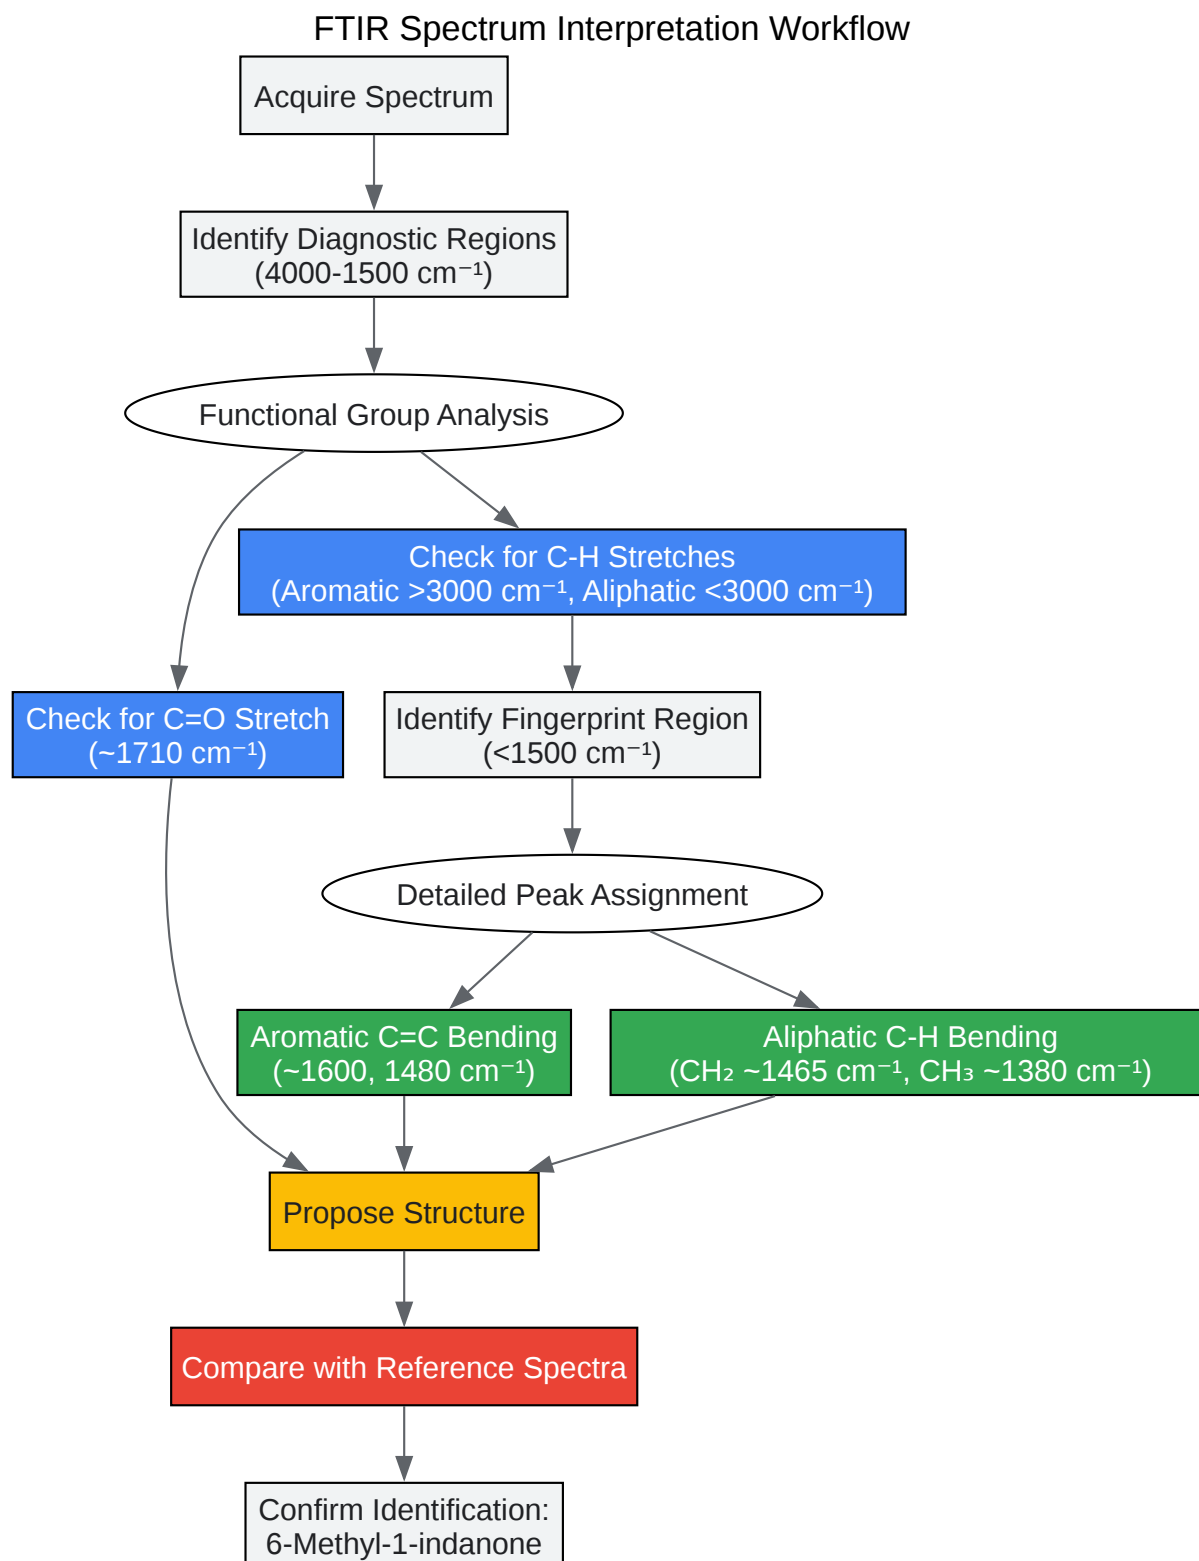 FTIR Spectrum Interpretation Workflow
Acquire Spectrum
Identify Diagnostic Regions
(4000-1500 cm⁻¹)
Functional Group Analysis
Check for C-H Stretches
(Aromatic >3000 cm⁻¹, Aliphatic <3000 cm⁻¹)
Check for C=O Stretch
(~1710 cm⁻¹)
Identify Fingerprint Region
(<1500 cm⁻¹)
Detailed Peak Assignment
Aromatic C=C Bending
(~1600, 1480 cm⁻¹)
Aliphatic C-H Bending
(CH₂ ~1465 cm⁻¹, CH₃ ~1380 cm⁻¹)
Propose Structure
Compare with Reference Spectra
Confirm Identification:
6-Methyl-1-indanone